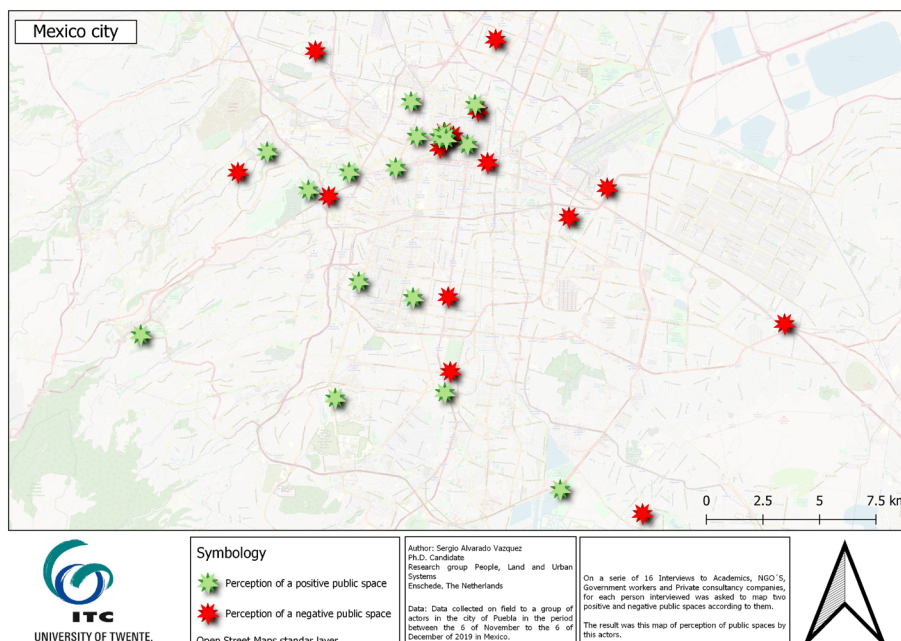 Mexico city
0 2.5 5 7.5 km
ITC
UNIVERSITY OF TWENTE.
Symbology
Perception of a positive public space
Perception of a negative public space
Open Street Maps standar layer
Author: Sergio Alvarado Vazquez
Ph.D. Candidate
Research group People, Land and Urban
Systems
Enschede, The Netherlands
Data: Data collected on field to a group of
actors in the city of Puebla in the period
between the 6 of November to the 6 of
December of 2019 in Mexico.
On a serie of 16 Interviews to Academics, NGO´S,
Government workers and Private consultancy companies,
for each person interviewed was asked to map two
positive and negative public spaces according to them.
The result was this map of perception of public spaces by
this actors.